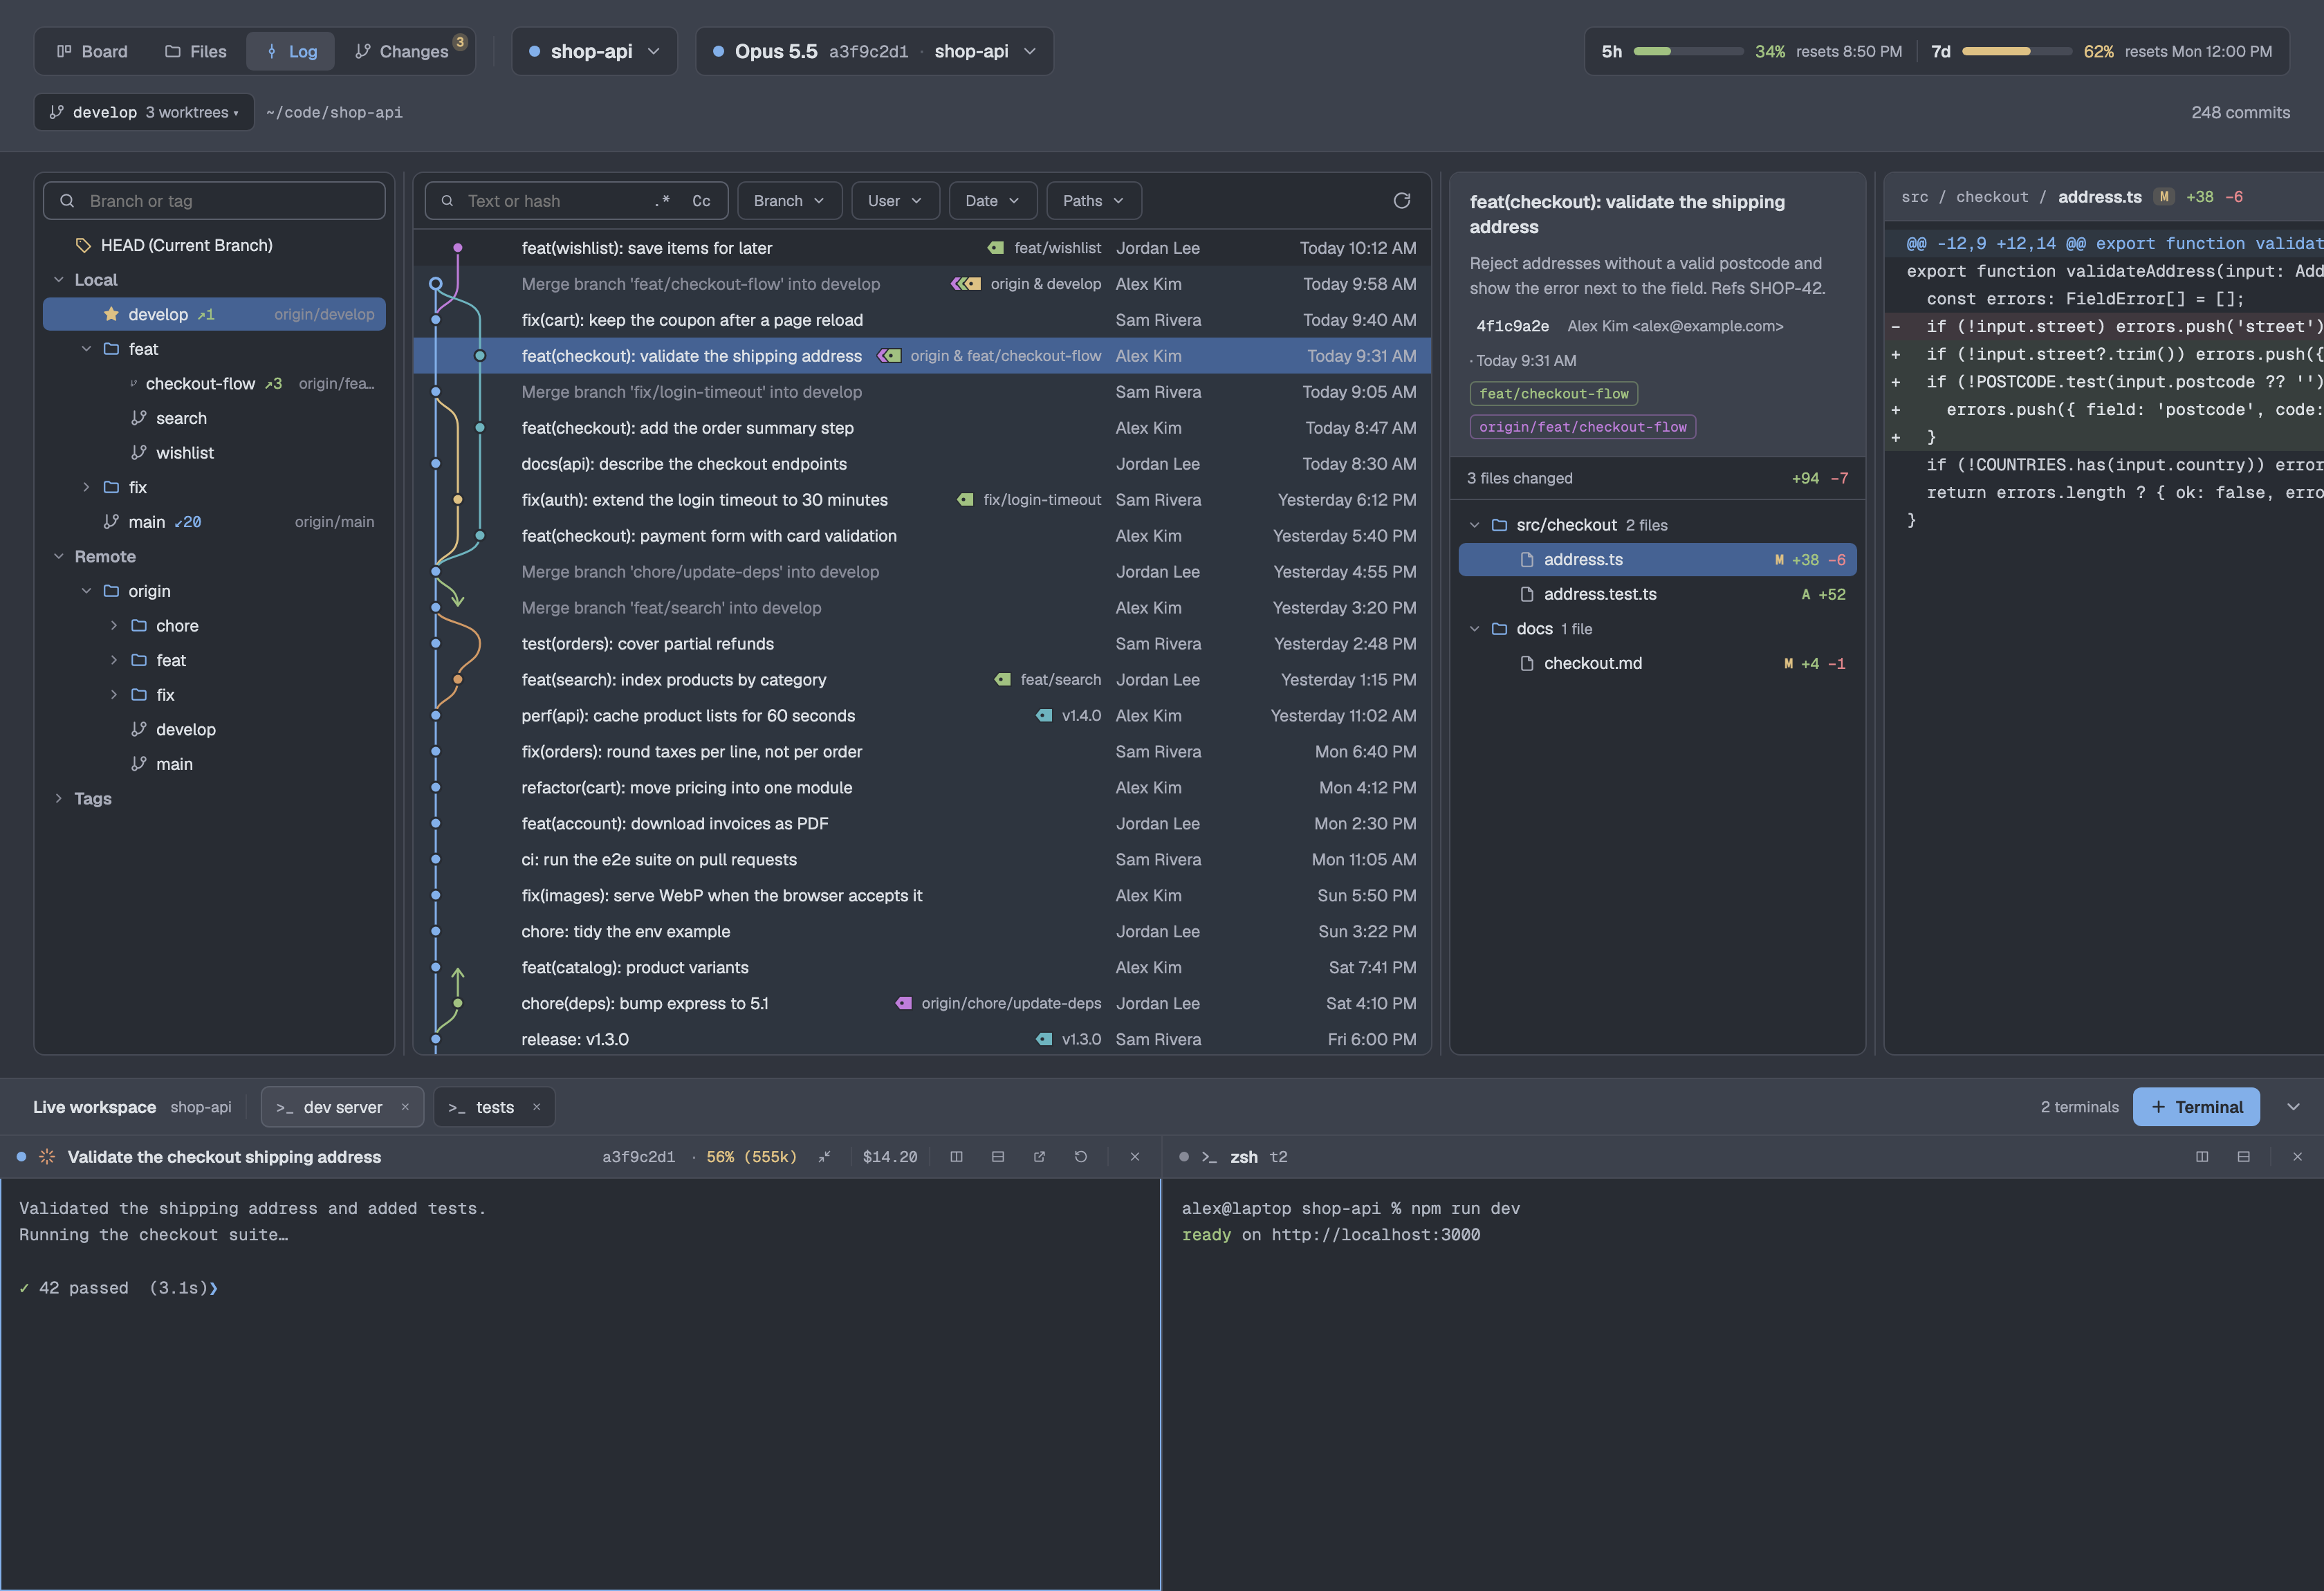 Board Files Log Changes 3 shop-api Opus 5.5 a3f9c2d1 · shop-api 5h 34% resets 8:50 PM 7d 62% resets Mon 12:00 PM
develop 3 worktrees ▾ ~/code/shop-api 248 commits
Branch or tag
HEAD (Current Branch)
Local
develop ↗1 origin/develop
feat
checkout-flow ↗3 origin/fea…
search
wishlist
fix
main ↙20 origin/main
Remote
origin
chore
feat
fix
develop
main
Tags
Text or hash .* Cc Branch User Date Paths
feat(wishlist): save items for later feat/wishlist Jordan Lee Today 10:12 AM
Merge branch 'feat/checkout-flow' into develop origin & develop Alex Kim Today 9:58 AM
fix(cart): keep the coupon after a page reload Sam Rivera Today 9:40 AM
feat(checkout): validate the shipping address origin & feat/checkout-flow Alex Kim Today 9:31 AM
Merge branch 'fix/login-timeout' into develop Sam Rivera Today 9:05 AM
feat(checkout): add the order summary step Alex Kim Today 8:47 AM
docs(api): describe the checkout endpoints Jordan Lee Today 8:30 AM
fix(auth): extend the login timeout to 30 minutes fix/login-timeout Sam Rivera Yesterday 6:12 PM
feat(checkout): payment form with card validation Alex Kim Yesterday 5:40 PM
Merge branch 'chore/update-deps' into develop Jordan Lee Yesterday 4:55 PM
Merge branch 'feat/search' into develop Alex Kim Yesterday 3:20 PM
test(orders): cover partial refunds Sam Rivera Yesterday 2:48 PM
feat(search): index products by category feat/search Jordan Lee Yesterday 1:15 PM
perf(api): cache product lists for 60 seconds v1.4.0 Alex Kim Yesterday 11:02 AM
fix(orders): round taxes per line, not per order Sam Rivera Mon 6:40 PM
refactor(cart): move pricing into one module Alex Kim Mon 4:12 PM
feat(account): download invoices as PDF Jordan Lee Mon 2:30 PM
ci: run the e2e suite on pull requests Sam Rivera Mon 11:05 AM
fix(images): serve WebP when the browser accepts it Alex Kim Sun 5:50 PM
chore: tidy the env example Jordan Lee Sun 3:22 PM
feat(catalog): product variants Alex Kim Sat 7:41 PM
chore(deps): bump express to 5.1 origin/chore/update-deps Jordan Lee Sat 4:10 PM
release: v1.3.0 v1.3.0 Sam Rivera Fri 6:00 PM
feat(checkout): validate the shipping
address
Reject addresses without a valid postcode and
show the error next to the field. Refs SHOP-42.
4f1c9a2e Alex Kim <alex@example.com>
· Today 9:31 AM
feat/checkout-flow
origin/feat/checkout-flow
3 files changed +94 −7
src/checkout 2 files
address.ts M +38 −6
address.test.ts A +52
docs 1 file
checkout.md M +4 −1
src / checkout / address.ts M +38 −6
@@ -12,9 +12,14 @@ export function validat
export function validateAddress(input: Add
const errors: FieldError[] = [];
− if (!input.street) errors.push('street')
+ if (!input.street?.trim()) errors.push({
+ if (!POSTCODE.test(input.postcode ?? '')
+ errors.push({ field: 'postcode', code:
+ }
if (!COUNTRIES.has(input.country)) error
return errors.length ? { ok: false, erro
}
Live workspace shop-api >_ dev server × >_ tests × 2 terminals + Terminal
Validate the checkout shipping address a3f9c2d1 · 56% (555k) $14.20
>_ zsh t2
Validated the shipping address and added tests.
Running the checkout suite…
✓ 42 passed (3.1s)❯
alex@laptop shop-api % npm run dev
ready on http://localhost:3000